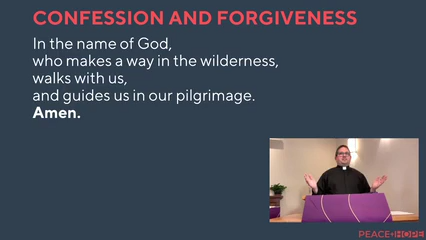 CONFESSION AND FORGIVENESS
In the name of God,
who makes a way in the wilderness,
walks with us,
and guides us in our pilgrimage.
Amen.
PEACE+HOPE